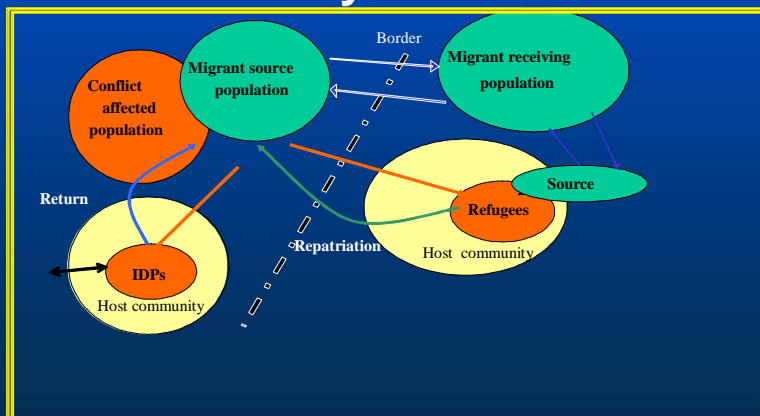 Border
Migrant source
population
Migrant receiving
population
Conflict
affected
population
Return
Source
Refugees
Repatriation
Host community
IDPs
Host community